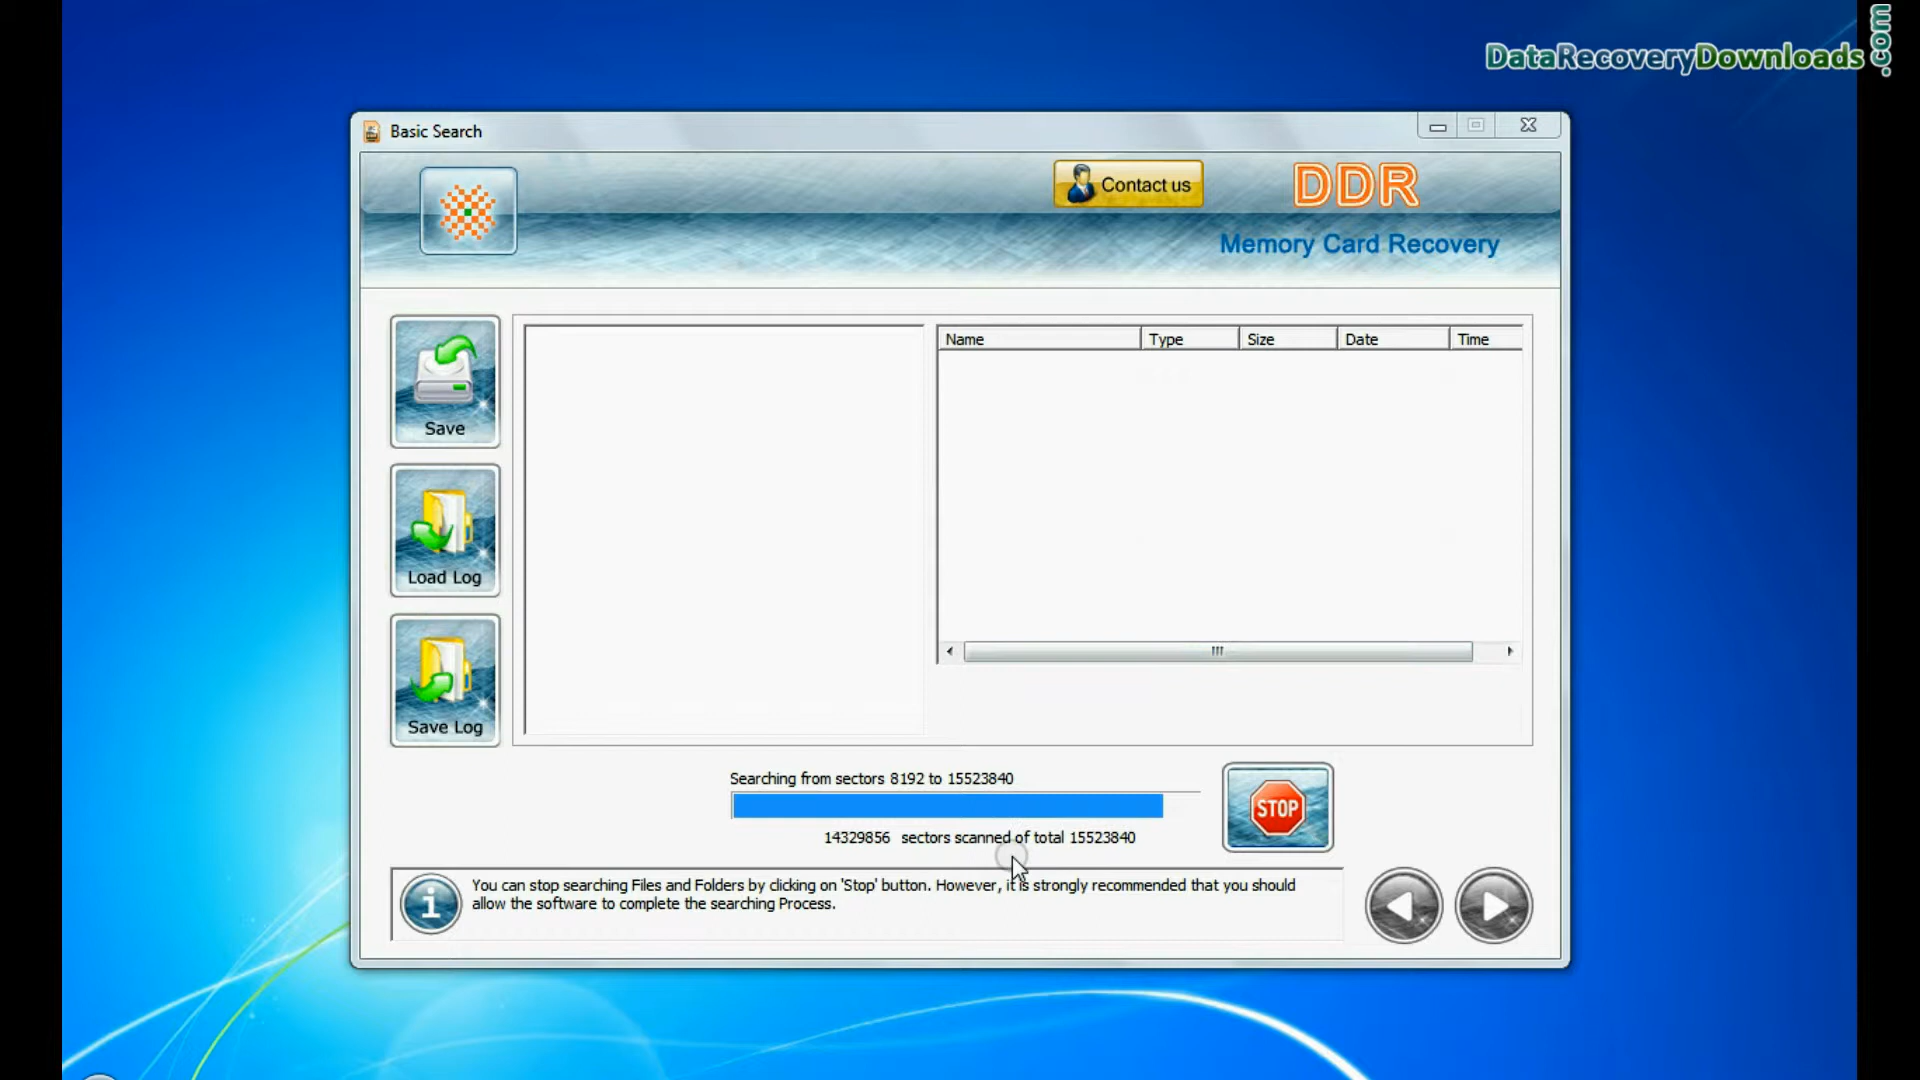 DataRecoveryDownloads.com
Basic Search
Contact us
DDR
Memory Card Recovery
Save
Load Log
Save Log
Name Type Size Date Time
Searching from sectors 8192 to 15523840
14329856 sectors scanned of total 15523840
STOP
You can stop searching Files and Folders by clicking on 'Stop' button. However, it is strongly recommended that you should
allow the software to complete the searching Process.